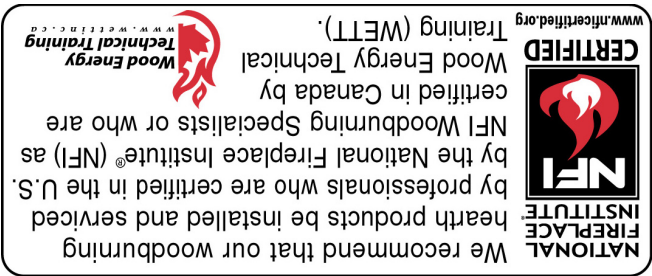 NATIONAL
FIREPLACE
INSTITUTE®
NFI
CERTIFIED
www.nficertified.org
We recommend that our woodburning
hearth products be installed and serviced
by professionals who are certified in the U.S.
by the National Fireplace Institute® (NFI) as
NFI Woodburning Specialists or who are
certified in Canada by
Wood Energy Technical
Training (WETT).
Wood Energy
Technical Training
www.wettinc.ca